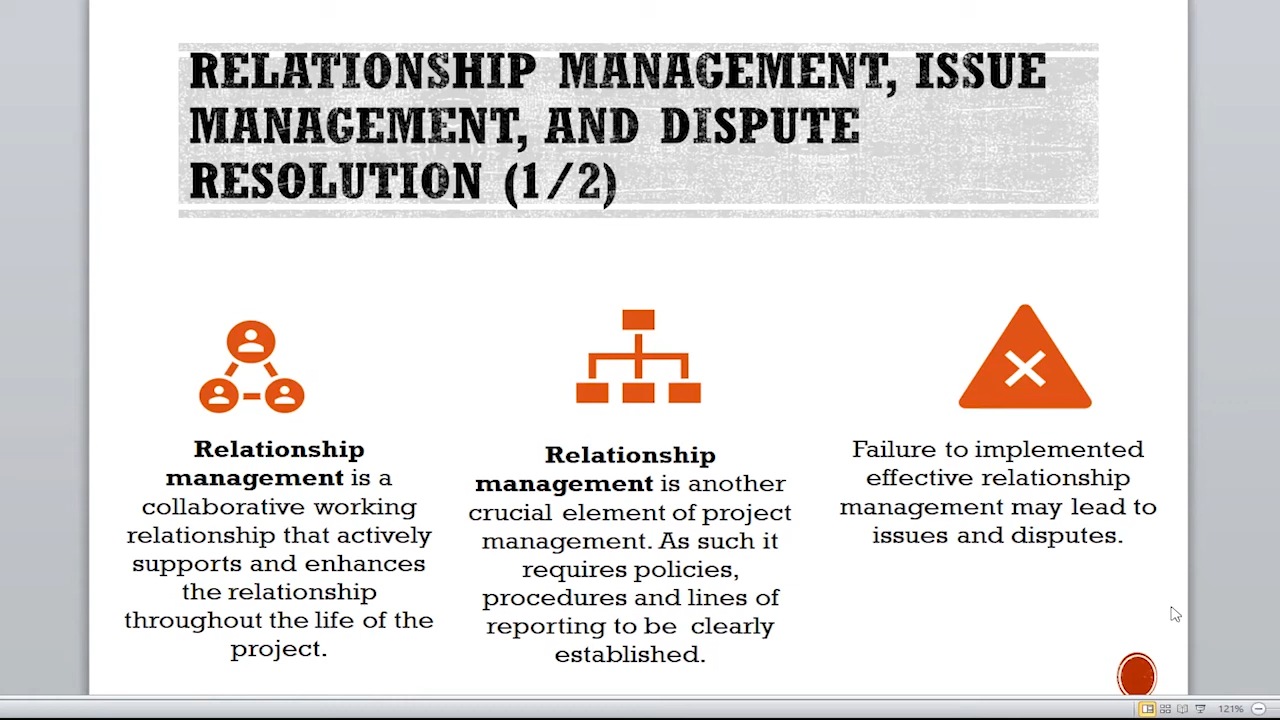 RELATIONSHIP MANAGEMENT, ISSUE
MANAGEMENT, AND DISPUTE
RESOLUTION (1/2)
Relationship
management is a
collaborative working
relationship that actively
supports and enhances
the relationship
throughout the life of the
project.
Relationship
management is another
crucial element of project
management. As such it
requires policies,
procedures and lines of
reporting to be clearly
established.
Failure to implemented
effective relationship
management may lead to
issues and disputes.
121%